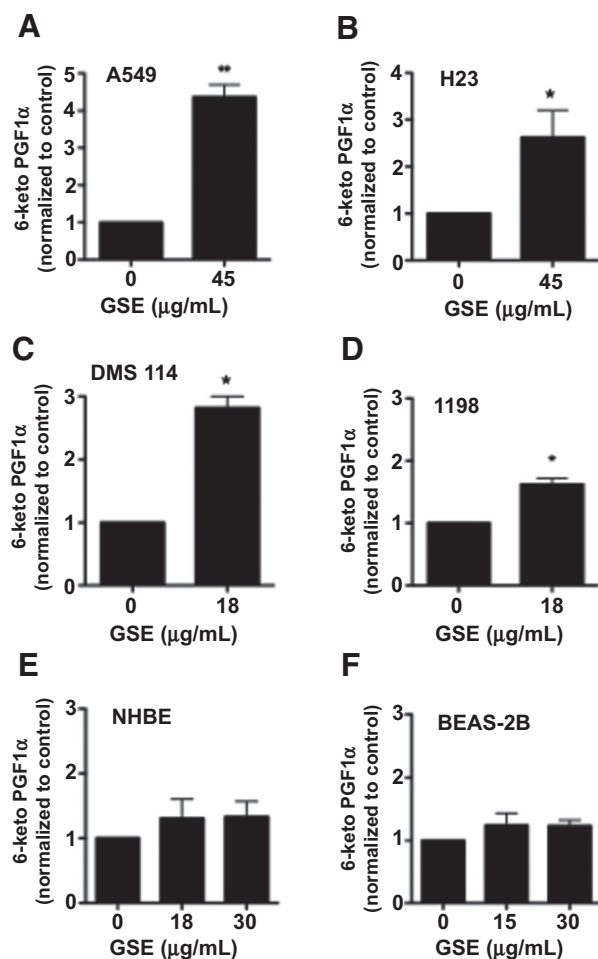 A
A549
6-keto PGF1α
(normalized to control)
5
4
3
2
1
0
**
0 45
GSE (µg/mL)
B
H23
6-keto PGF1α
(normalized to control)
4
3
2
1
0
*
0 45
GSE (µg/mL)
C
DMS 114
6-keto PGF1α
(normalized to control)
3
2
1
0
*
0 18
GSE (µg/mL)
D
1198
6-keto PGF1α
(normalized to control)
3
2
1
0
*
0 18
GSE (µg/mL)
E
NHBE
6-keto PGF1α
(normalized to control)
3
2
1
0
0 18 30
GSE (µg/mL)
F
BEAS-2B
6-keto PGF1α
(normalized to control)
3
2
1
0
0 15 30
GSE (µg/mL)